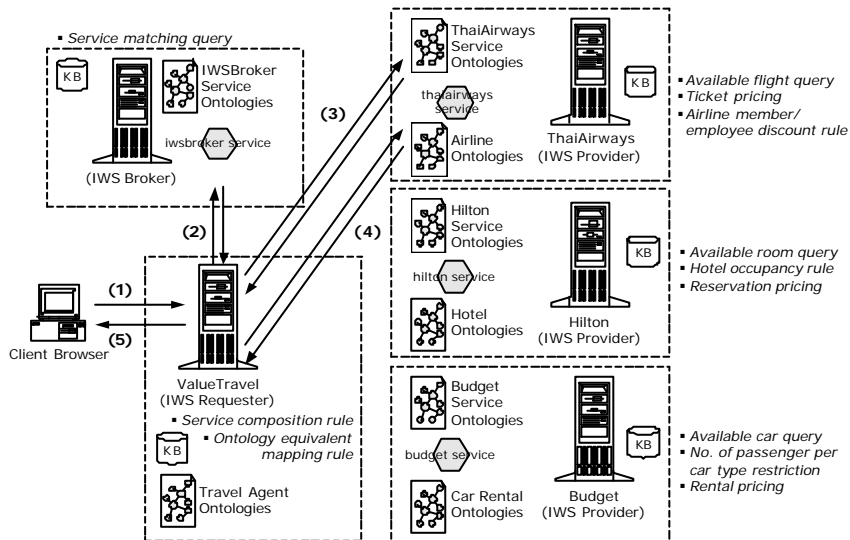 ▪ Service matching query
KB
IWSBroker
Service
Ontologies
iwsbroker service
(IWS Broker)
(1)
(2)
(3)
(4)
(5)
Client Browser
ValueTravel
(IWS Requester)
▪ Service composition rule
▪ Ontology equivalent
mapping rule
KB
Travel Agent
Ontologies
ThaiAirways
Service
Ontologies
thaiairways
service
Airline
Ontologies
KB
ThaiAirways
(IWS Provider)
▪ Available flight query
▪ Ticket pricing
▪ Airline member/
employee discount rule
Hilton
Service
Ontologies
hilton service
Hotel
Ontologies
KB
Hilton
(IWS Provider)
▪ Available room query
▪ Hotel occupancy rule
▪ Reservation pricing
Budget
Service
Ontologies
budget service
Car Rental
Ontologies
KB
Budget
(IWS Provider)
▪ Available car query
▪ No. of passenger per
car type restriction
▪ Rental pricing